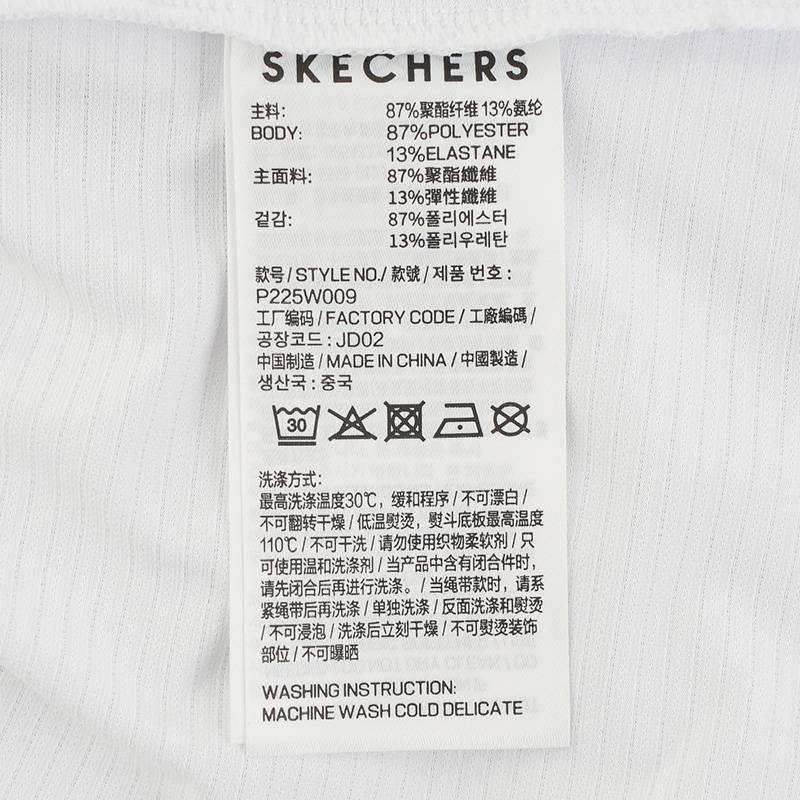 SKECHERS
主料: 87%聚酯纤维 13%氨纶
BODY: 87%POLYESTER
13%ELASTANE
主面料: 87%聚酯纖維
13%彈性纖維
겉감: 87%폴리에스터
13%폴리우레탄
款号 / STYLE NO./ 款號 / 제품 번호 :
P225W009
工厂编码 / FACTORY CODE / 工廠編碼 /
공장코드 : JD02
中国制造 / MADE IN CHINA / 中國製造 /
생산국 : 중국
30
洗涤方式:
最高洗涤温度30℃，缓和程序 / 不可漂白 /
不可翻转干燥 / 低温熨烫，熨斗底板最高温度
110℃ / 不可干洗 / 请勿使用织物柔软剂 / 只
可使用温和洗涤剂 / 当产品中含有闭合件时，
请先闭合后再进行洗涤。 / 当绳带款时，请系
紧绳带后再洗涤 / 单独洗涤 / 反面洗涤和熨烫
/ 不可浸泡 / 洗涤后立刻干燥 / 不可熨烫装饰
部位 / 不可曝晒
WASHING INSTRUCTION:
MACHINE WASH COLD DELICATE